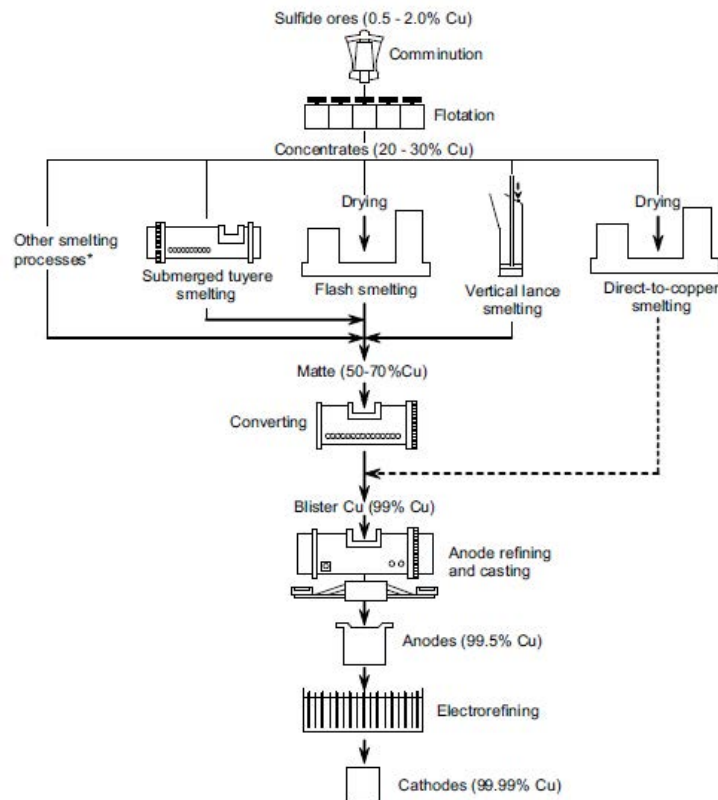 Sulfide ores (0.5 - 2.0% Cu)
Comminution
Flotation
Concentrates (20 - 30% Cu)
Other smelting
processes*
Submerged tuyere
smelting
Drying
Flash smelting
Vertical lance
smelting
Drying
Direct-to-copper
smelting
Matte (50-70%Cu)
Converting
Blister Cu (99% Cu)
Anode refining
and casting
Anodes (99.5% Cu)
Electrorefining
Cathodes (99.99% Cu)